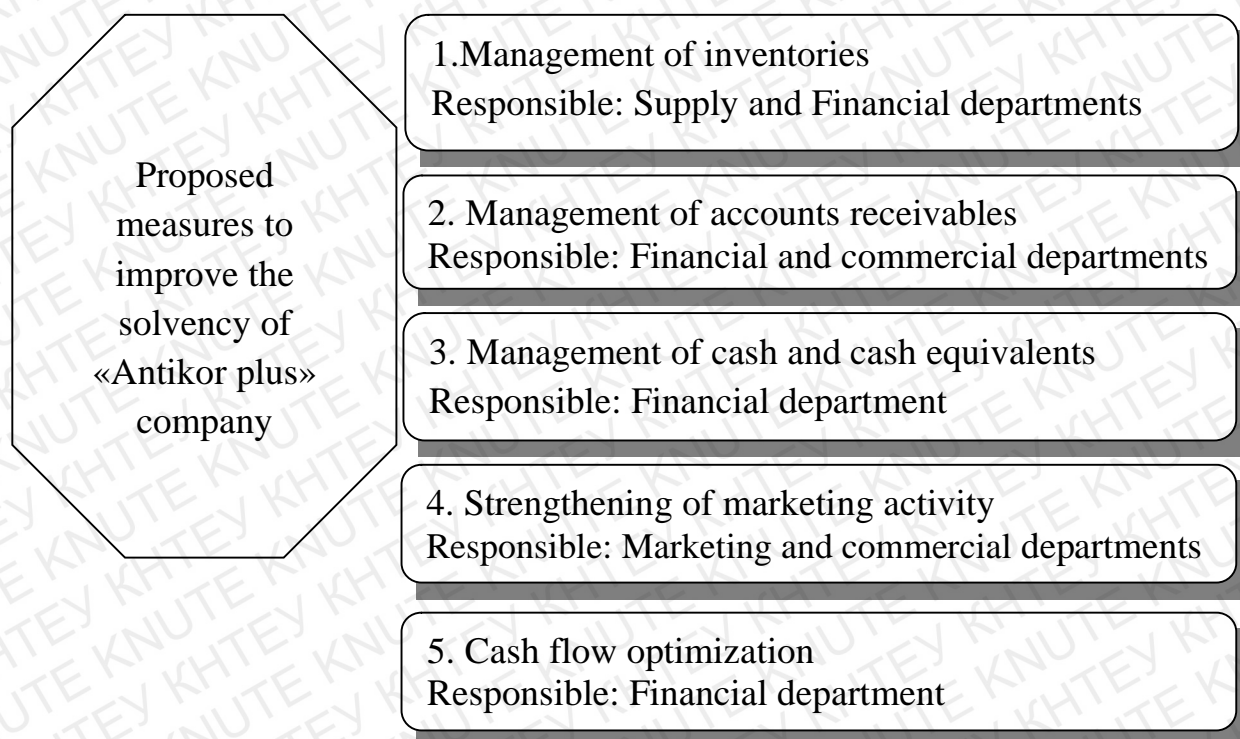 Proposed
measures to
improve the
solvency of
«Antikor plus»
company
1.Management of inventories
Responsible: Supply and Financial departments
2. Management of accounts receivables
Responsible: Financial and commercial departments
3. Management of cash and cash equivalents
Responsible: Financial department
4. Strengthening of marketing activity
Responsible: Marketing and commercial departments
5. Cash flow optimization
Responsible: Financial department